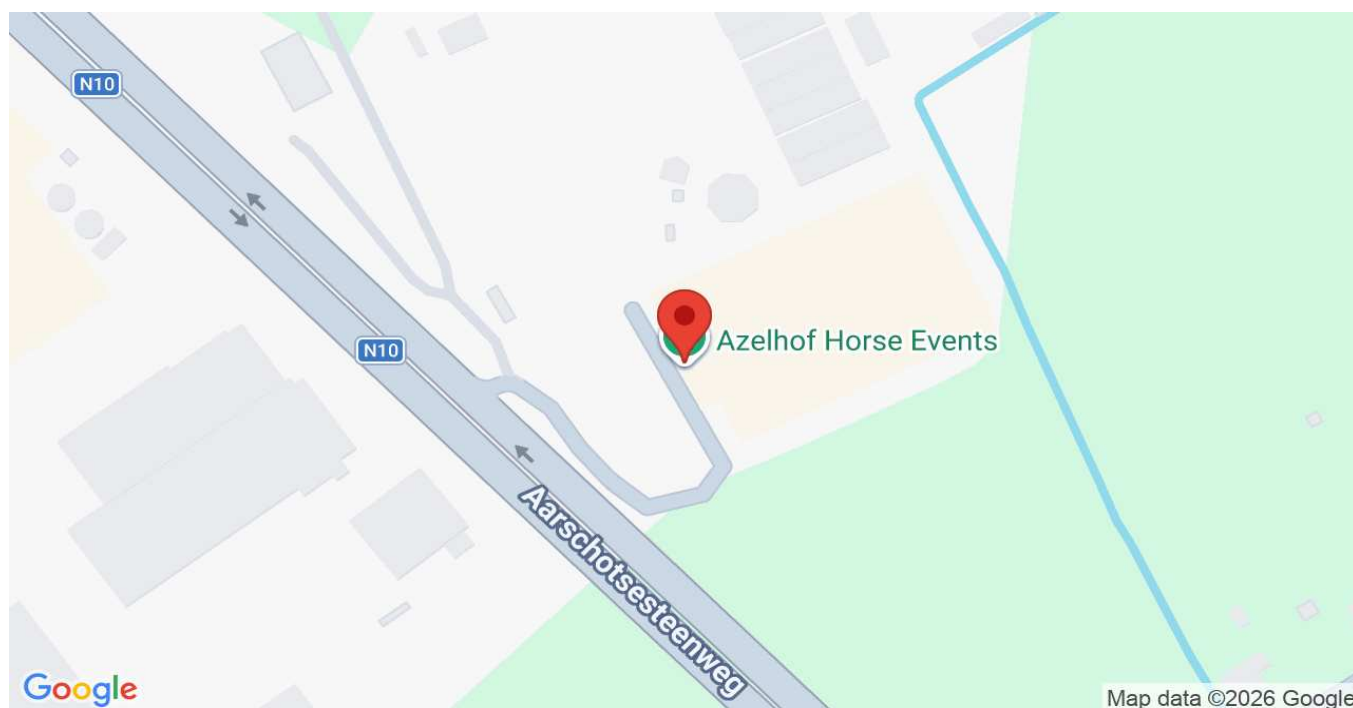 N10
N10
Azelhof Horse Events
Aarschotsesteenweg
Google
Map data ©2026 Google